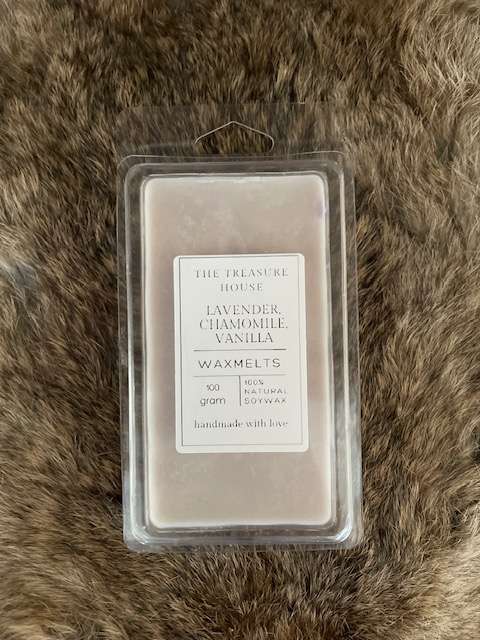 THE TREASURE
HOUSE
LAVENDER,
CHAMOMILE,
VANILLA
WAXMELTS
100
gram
100%
NATURAL
SOYWAX
handmade with love